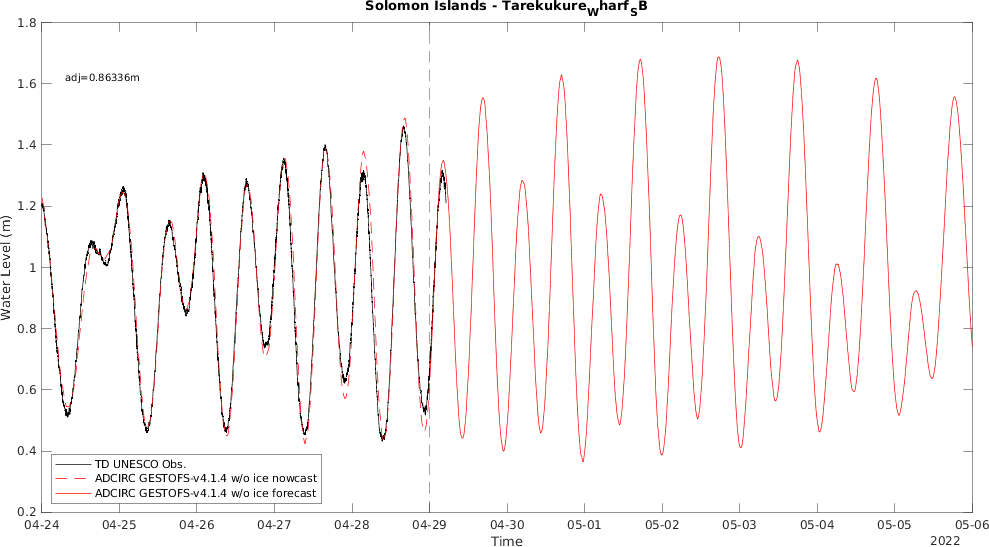 Solomon Islands - Tarekukure_Wharf_SB
1.8
1.6
1.4
1.2
1
0.8
0.6
0.4
0.2
Water Level (m)
adj=0.86336m
TD UNESCO Obs.
ADCIRC GESTOFS-v4.1.4 w/o ice nowcast
ADCIRC GESTOFS-v4.1.4 w/o ice forecast
04-24 04-25 04-26 04-27 04-28 04-29 04-30 05-01 05-02 05-03 05-04 05-05 05-06
Time
2022